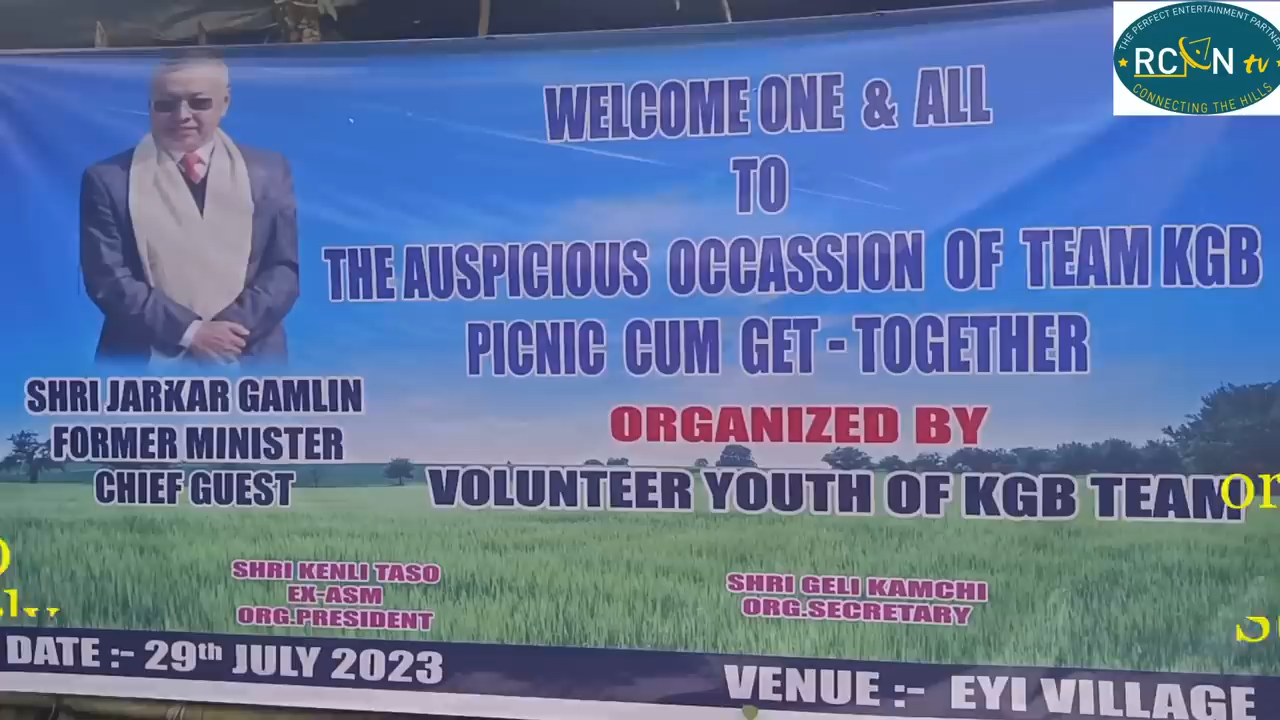 THE PERFECT ENTERTAINMENT PARTNE
RCN tv
CONNECTING THE HILLS
WELCOME ONE & ALL
TO
THE AUSPICIOUS OCCASSION OF TEAM KGB
PICNIC CUM GET - TOGETHER
ORGANIZED BY
VOLUNTEER YOUTH OF KGB TEAM
SHRI JARKAR GAMLIN
FORMER MINISTER
CHIEF GUEST
SHRI KENLI TASO
EX-ASM
ORG.PRESIDENT
SHRI GELI KAMCHI
ORG.SECRETARY
DATE :- 29th JULY 2023
VENUE :- EYI VILLAGE